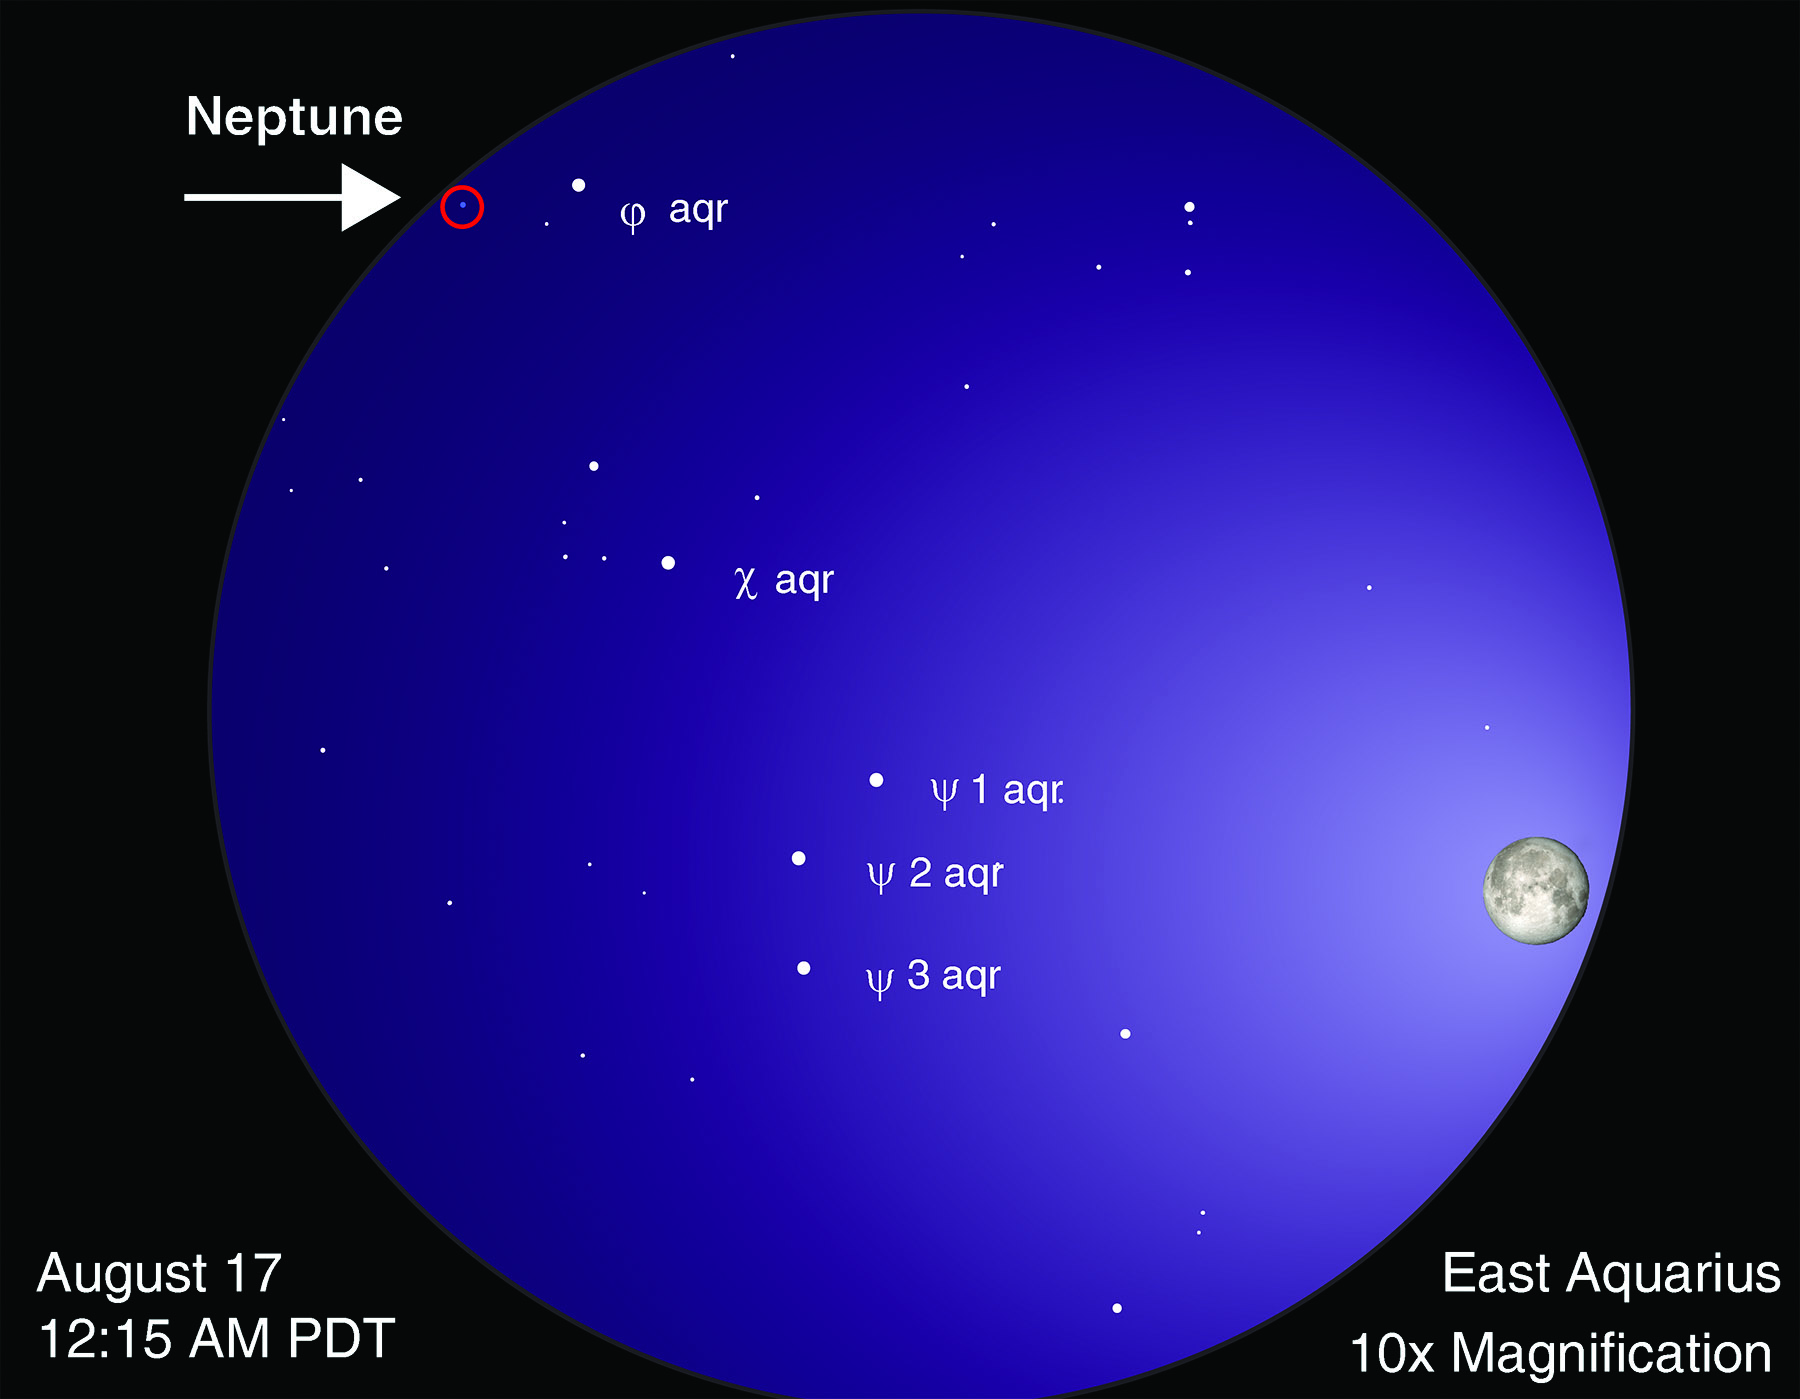 Neptune
φ aqr
χ aqr
ψ 1 aqr
ψ 2 aqr
ψ 3 aqr
August 17
12:15 AM PDT
East Aquarius
10x Magnification